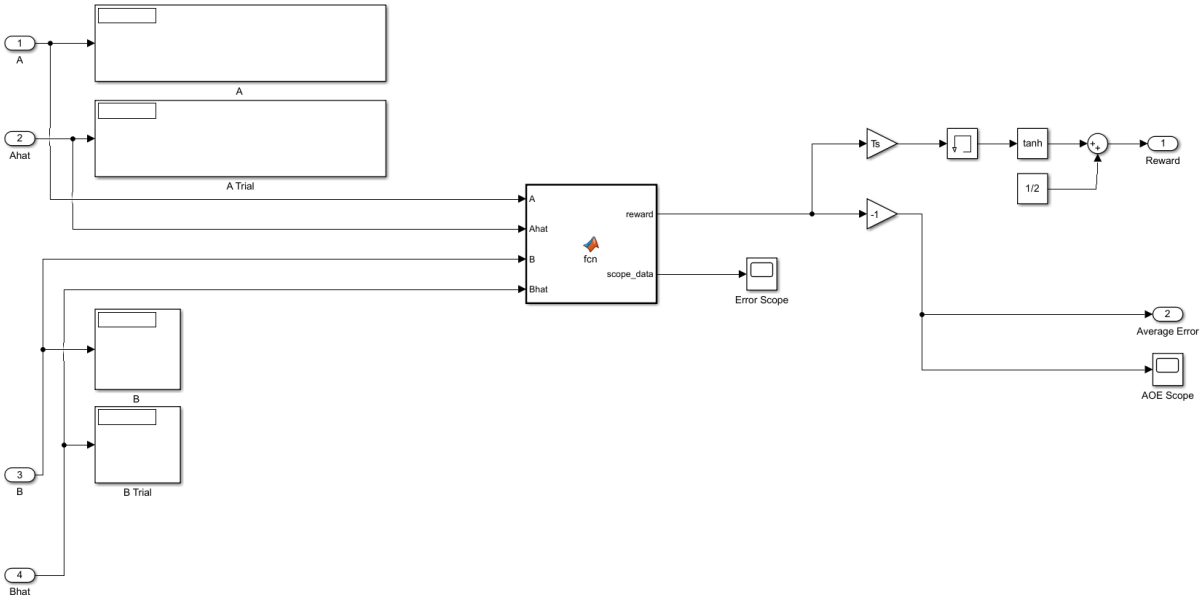 1
A
A
2
Ahat
A Trial
A
Ahat
B
Bhat
fcn
reward
scope_data
Error Scope
Ts
tanh
1/2
+
+
1
Reward
-1
2
Average Error
AOE Scope
B
3
B
B Trial
4
Bhat